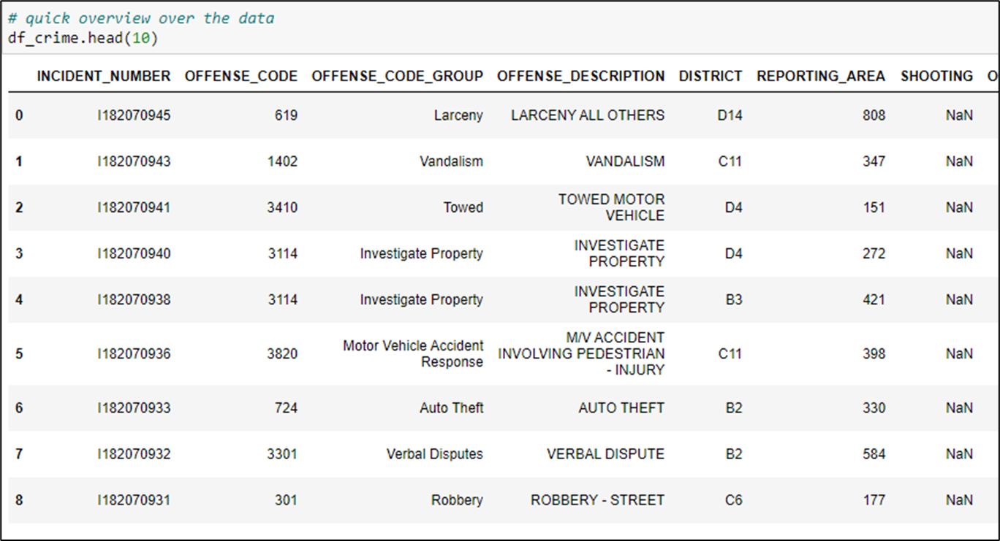 # quick overview over the data
df_crime.head(10)
INCIDENT_NUMBER OFFENSE_CODE OFFENSE_CODE_GROUP OFFENSE_DESCRIPTION DISTRICT REPORTING_AREA SHOOTING O
0 I182070945 619 Larceny LARCENY ALL OTHERS D14 808 NaN
1 I182070943 1402 Vandalism VANDALISM C11 347 NaN
2 I182070941 3410 Towed TOWED MOTOR
VEHICLE D4 151 NaN
3 I182070940 3114 Investigate Property INVESTIGATE
PROPERTY D4 272 NaN
4 I182070938 3114 Investigate Property INVESTIGATE
PROPERTY B3 421 NaN
5 I182070936 3820 Motor Vehicle Accident
Response M/V ACCIDENT
INVOLVING PEDESTRIAN
- INJURY C11 398 NaN
6 I182070933 724 Auto Theft AUTO THEFT B2 330 NaN
7 I182070932 3301 Verbal Disputes VERBAL DISPUTE B2 584 NaN
8 I182070931 301 Robbery ROBBERY - STREET C6 177 NaN